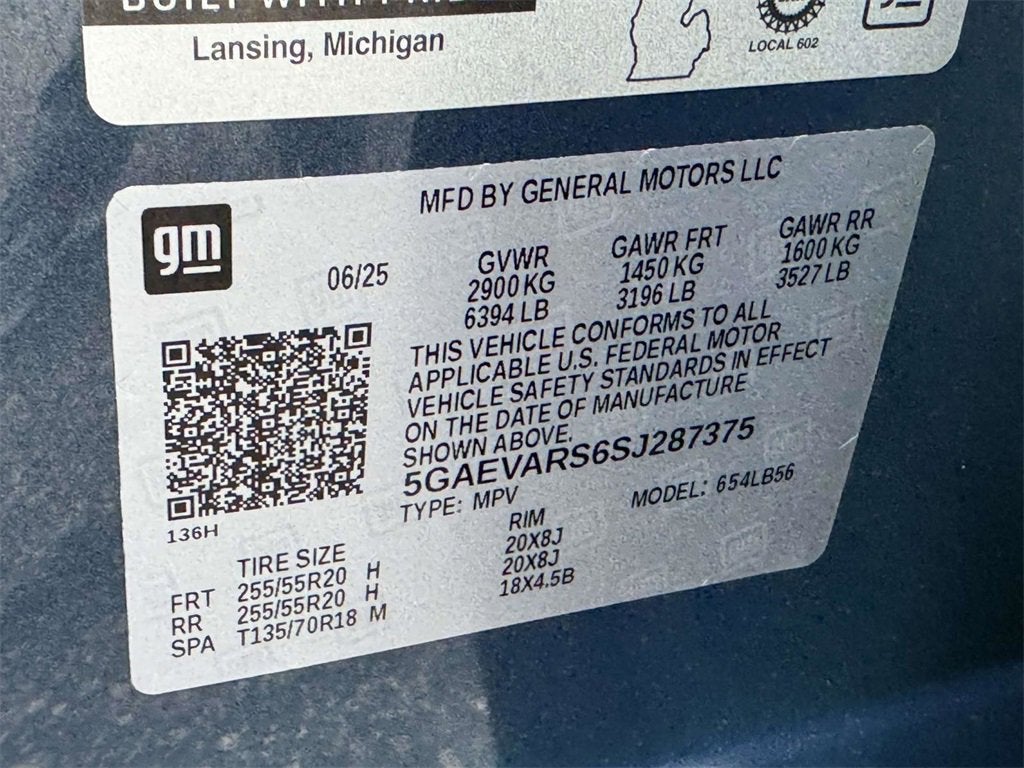 Lansing, Michigan
LOCAL 602
gm
MFD BY GENERAL MOTORS LLC
06/25
GVWR
2900 KG
6394 LB
GAWR FRT
1450 KG
3196 LB
GAWR RR
1600 KG
3527 LB
THIS VEHICLE CONFORMS TO ALL
APPLICABLE U.S. FEDERAL MOTOR
VEHICLE SAFETY STANDARDS IN EFFECT
ON THE DATE OF MANUFACTURE
SHOWN ABOVE.
5GAEVARS6SJ287375
TYPE: MPV MODEL: 654LB56
136H
TIRE SIZE RIM
FRT 255/55R20 H 20X8J
RR 255/55R20 H 20X8J
SPA T135/70R18 M 18X4.5B